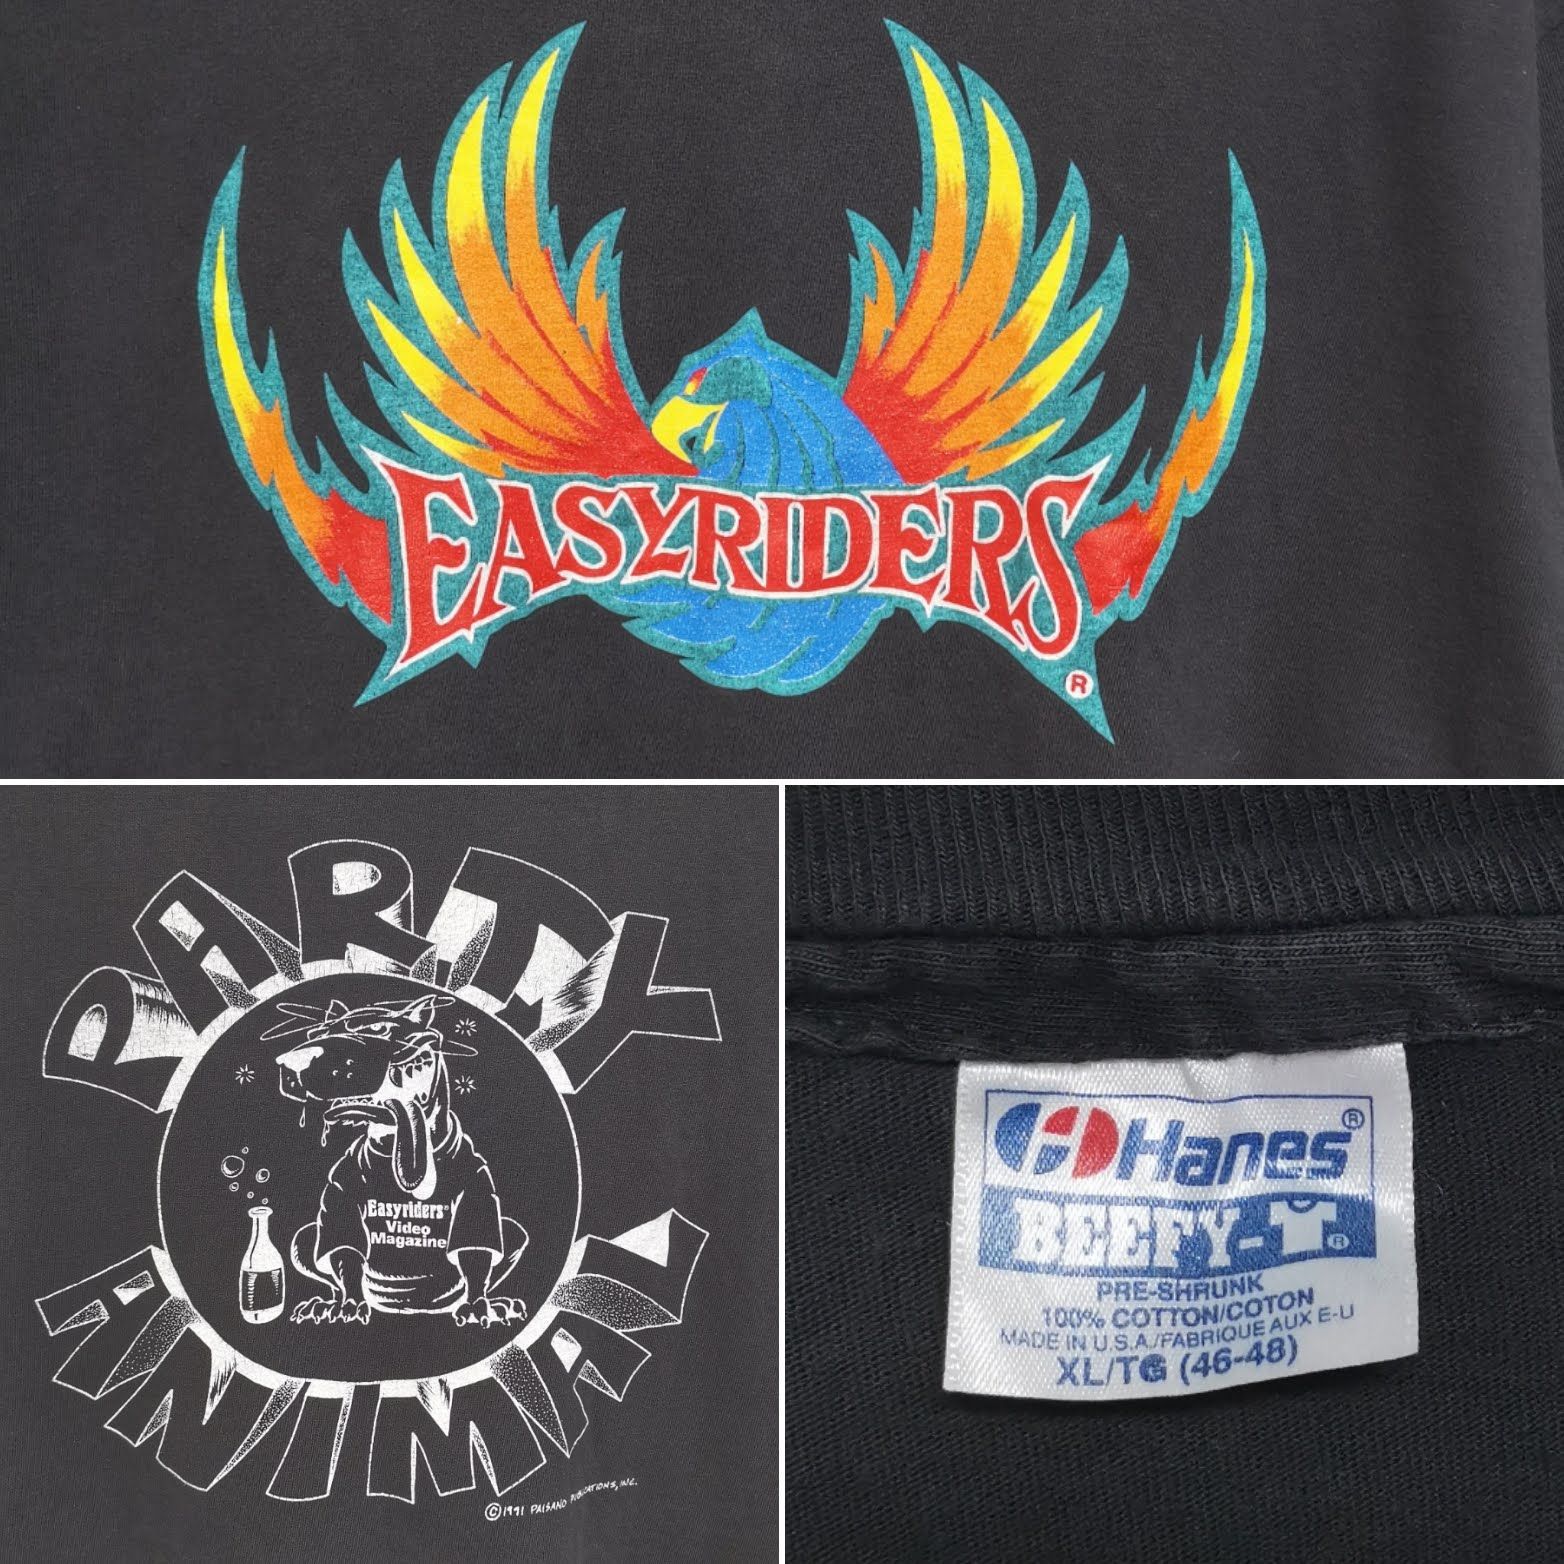 EASYRIDERS
®
PARTY
Easyriders®
Video
Magazine
ANIMAL
©1991 PAISANO PUBLICATIONS, INC.
Hanes®
BEEFY-T®
PRE-SHRUNK
100% COTTON/COTON
MADE IN U.S.A./FABRIQUE AUX E-U
XL/TG (46-48)